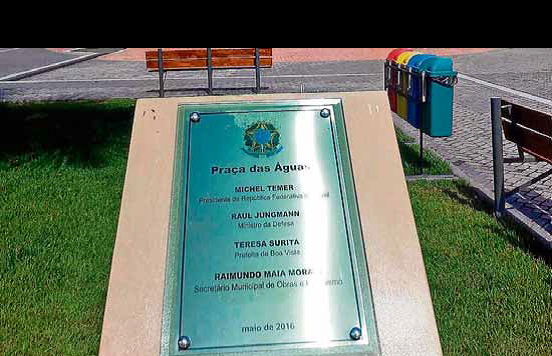 Praça das Águas
MICHEL TEMER
Presidente da República Federativa
RAUL JUNGMANN
Ministro da Defesa
TERESA SURITA
Prefeita de Boa Vista
RAIMUNDO MAIA
Secretário Municipal de Obras e
maio de 2016